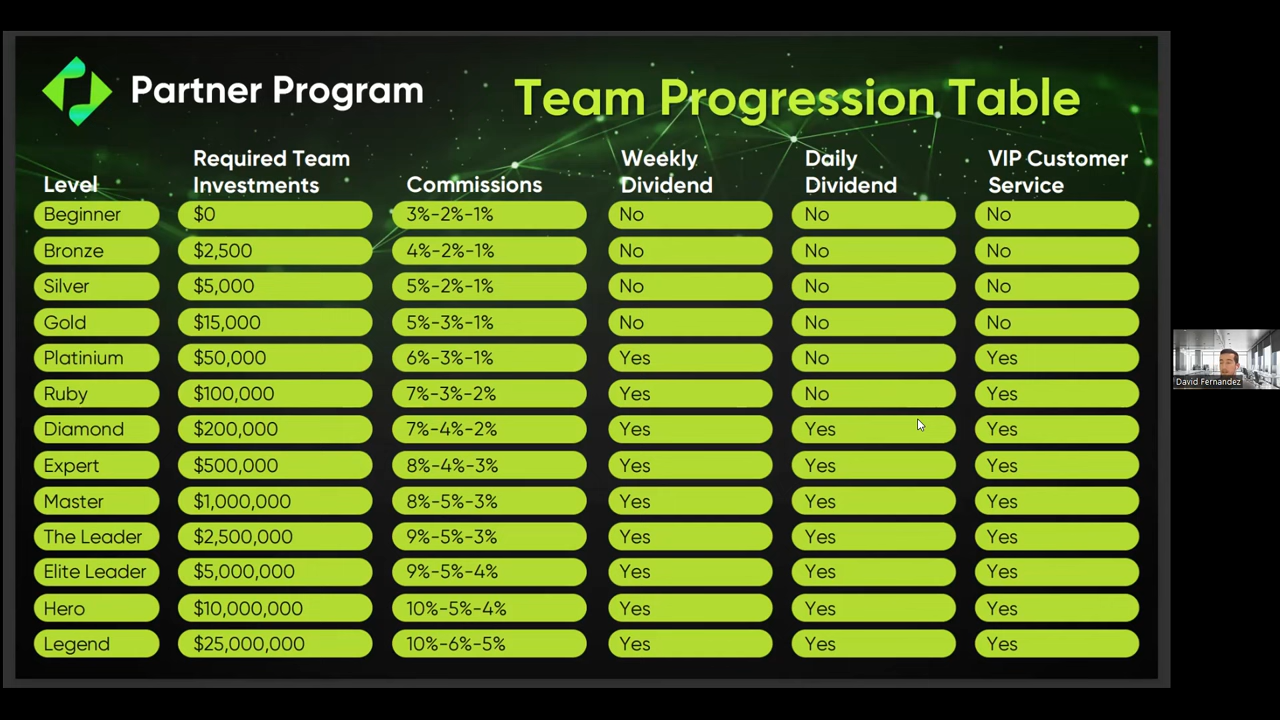 Partner Program
Team Progression Table
Level
Required Team
Investments
Commissions
Weekly
Dividend
Daily
Dividend
VIP Customer
Service
Beginner $0 3%-2%-1% No No No
Bronze $2,500 4%-2%-1% No No No
Silver $5,000 5%-2%-1% No No No
Gold $15,000 5%-3%-1% No No No
Platinium $50,000 6%-3%-1% Yes No Yes
Ruby $100,000 7%-3%-2% Yes No Yes
Diamond $200,000 7%-4%-2% Yes Yes Yes
Expert $500,000 8%-4%-3% Yes Yes Yes
Master $1,000,000 8%-5%-3% Yes Yes Yes
The Leader $2,500,000 9%-5%-3% Yes Yes Yes
Elite Leader $5,000,000 9%-5%-4% Yes Yes Yes
Hero $10,000,000 10%-5%-4% Yes Yes Yes
Legend $25,000,000 10%-6%-5% Yes Yes Yes
David Fernandez